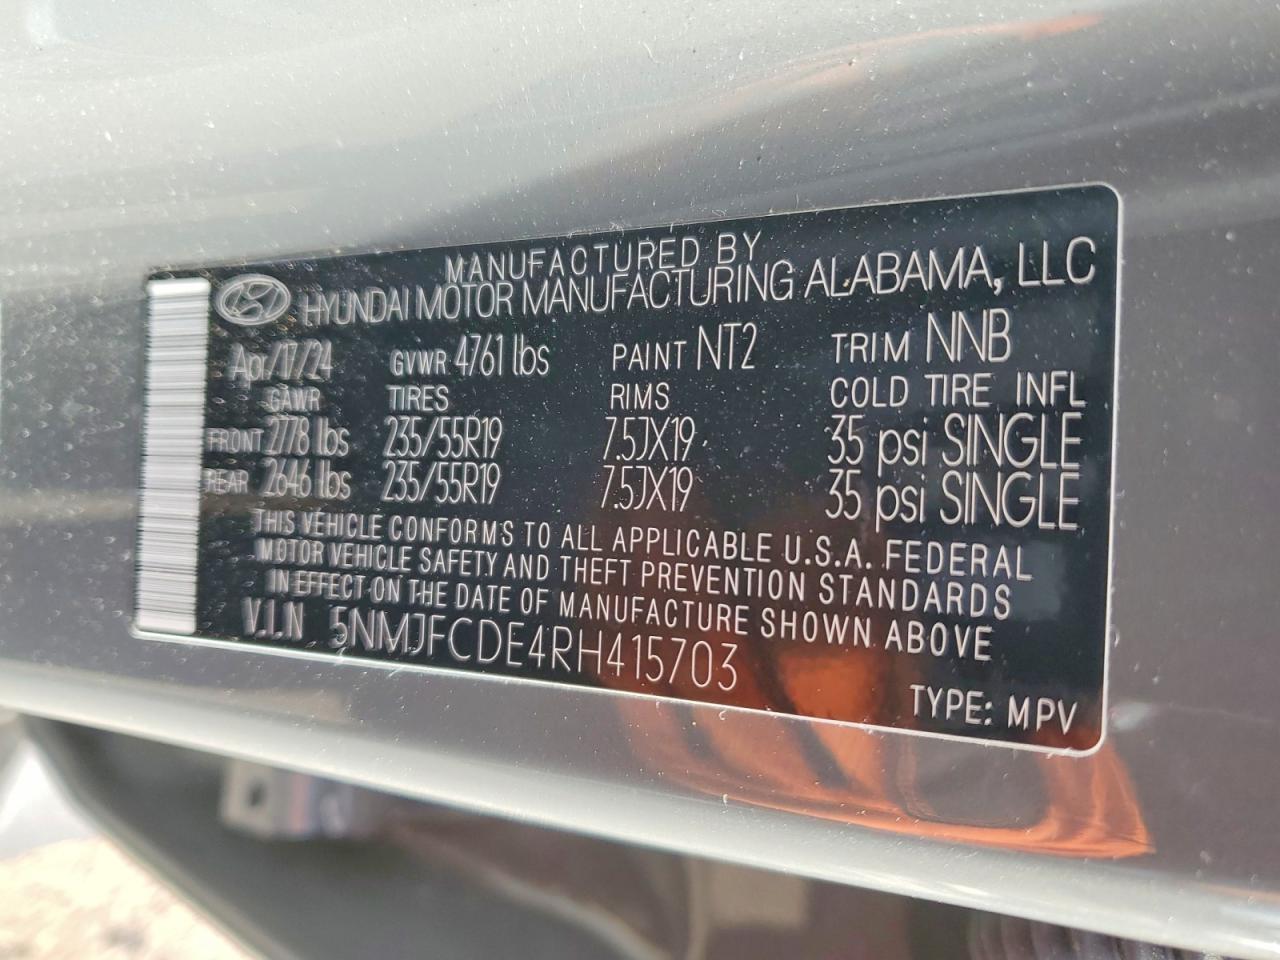 MANUFACTURED BY
HYUNDAI MOTOR MANUFACTURING ALABAMA, LLC
Apr/17/24 GVWR 4761 lbs PAINT NT2 TRIM NNB
GAWR TIRES RIMS COLD TIRE INFL
FRONT 2778 lbs 235/55R19 7.5JX19 35 psi SINGLE
REAR 2646 lbs 235/55R19 7.5JX19 35 psi SINGLE
THIS VEHICLE CONFORMS TO ALL APPLICABLE U.S.A. FEDERAL
MOTOR VEHICLE SAFETY AND THEFT PREVENTION STANDARDS
IN EFFECT ON THE DATE OF MANUFACTURE SHOWN ABOVE
V.I.N 5NMJFCDE4RH415703
TYPE: MPV